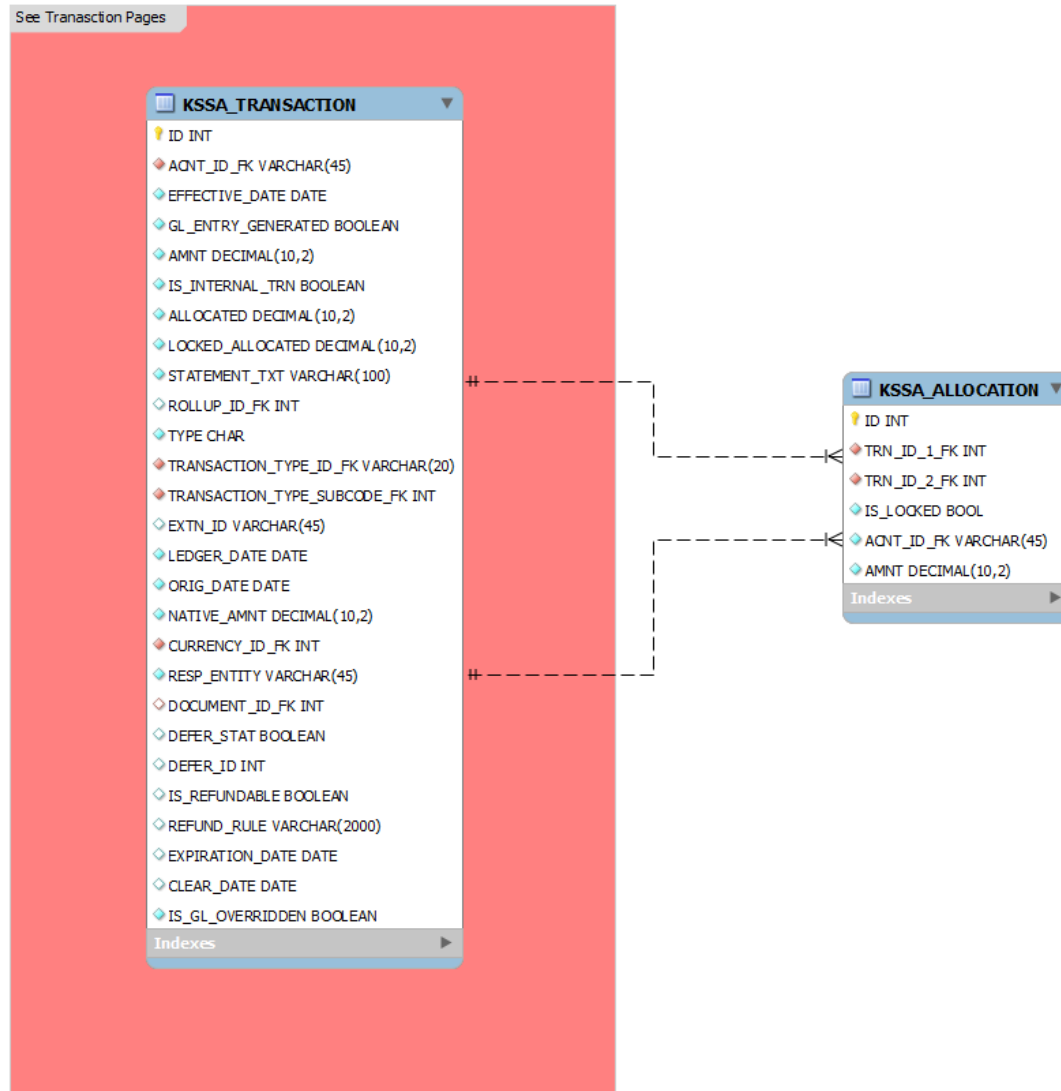 See Tranasction Pages
KSSA_TRANSACTION
ID INT
ACNT_ID_FK VARCHAR(45)
EFFECTIVE_DATE DATE
GL_ENTRY_GENERATED BOOLEAN
AMNT DECIMAL(10,2)
IS_INTERNAL_TRN BOOLEAN
ALLOCATED DECIMAL(10,2)
LOCKED_ALLOCATED DECIMAL(10,2)
STATEMENT_TXT VARCHAR(100)
ROLLUP_ID_FK INT
TYPE CHAR
TRANSACTION_TYPE_ID_FK VARCHAR(20)
TRANSACTION_TYPE_SUBCODE_FK INT
EXTN_ID VARCHAR(45)
LEDGER_DATE DATE
ORIG_DATE DATE
NATIVE_AMNT DECIMAL(10,2)
CURRENCY_ID_FK INT
RESP_ENTITY VARCHAR(45)
DOCUMENT_ID_FK INT
DEFER_STAT BOOLEAN
DEFER_ID INT
IS_REFUNDABLE BOOLEAN
REFUND_RULE VARCHAR(2000)
EXPIRATION_DATE DATE
CLEAR_DATE DATE
IS_GL_OVERRIDDEN BOOLEAN
Indexes
KSSA_ALLOCATION
ID INT
TRN_ID_1_FK INT
TRN_ID_2_FK INT
IS_LOCKED BOOL
ACNT_ID_FK VARCHAR(45)
AMNT DECIMAL(10,2)
Indexes